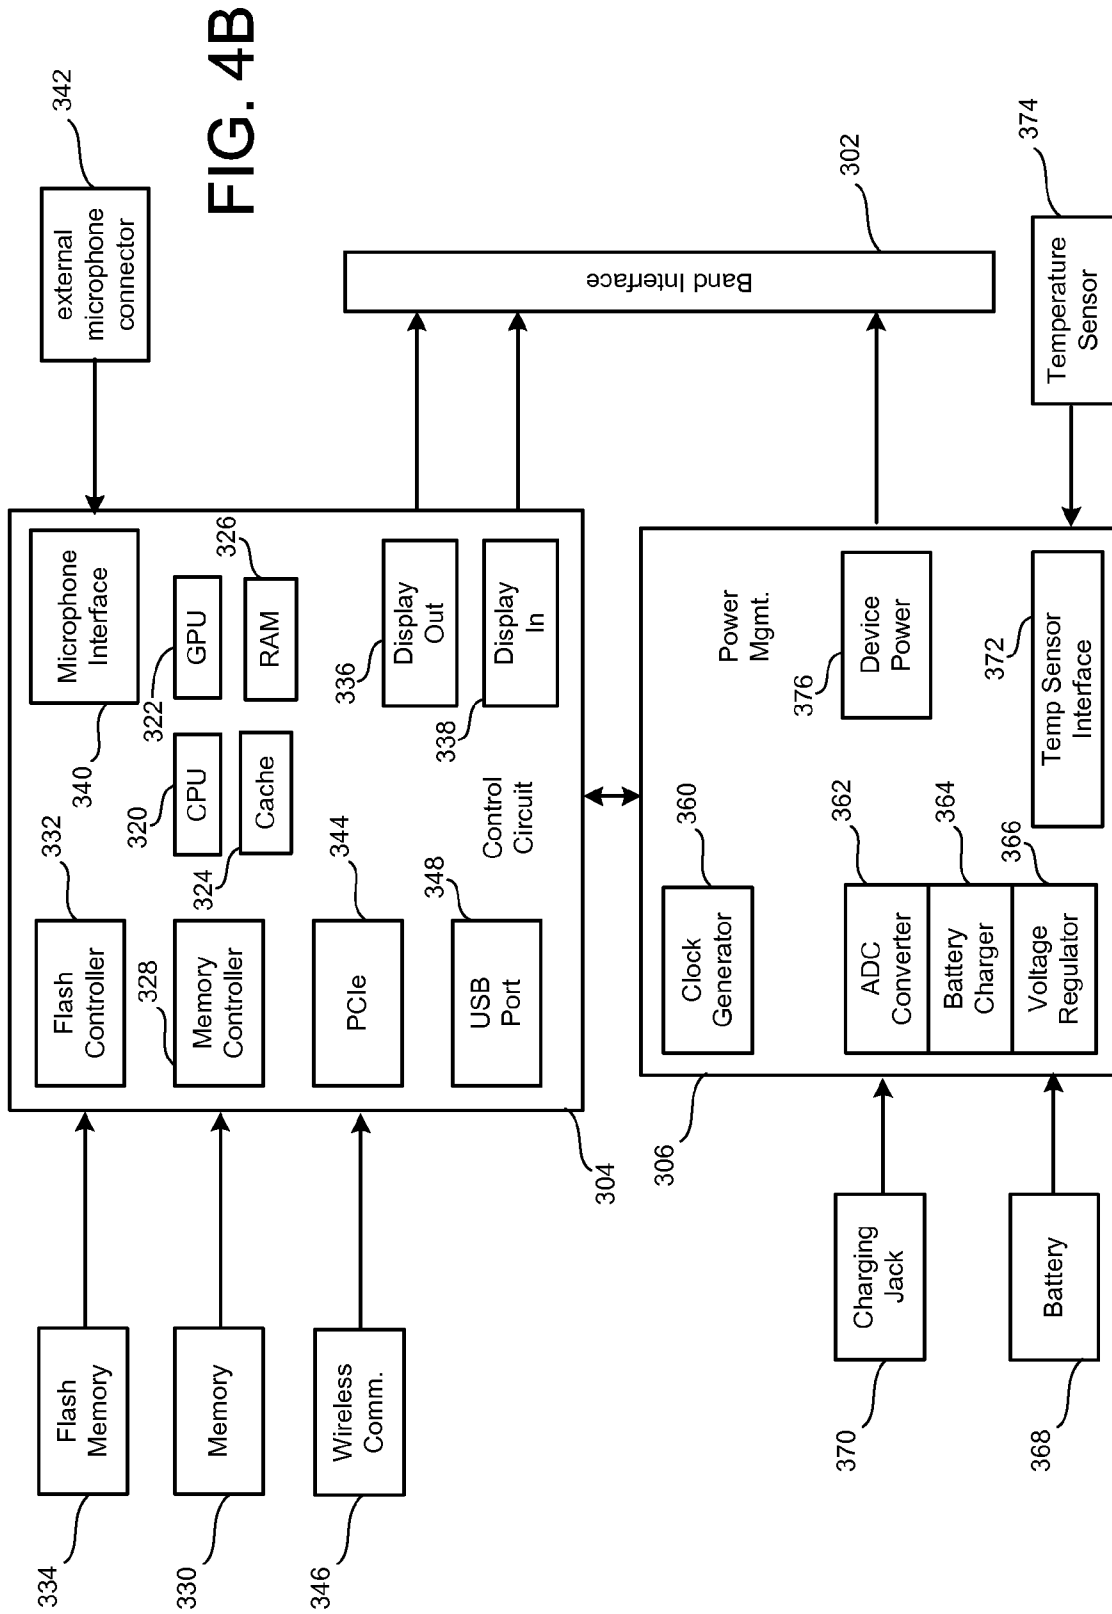 334
Flash
Memory
330
Memory
346
Wireless
Comm.
332
Flash
Controller
328
Memory
Controller
344
PCIe
348
USB
Port
320
CPU
324
Cache
322
GPU
326
RAM
340
Microphone
Interface
336
Display
Out
338
Display
In
Control
Circuit
304
342
external
microphone
connector
FIG. 4B
302
Band Interface
306
360
Clock
Generator
Power
Mgmt.
362
ADC
Converter
364
Battery
Charger
366
Voltage
Regulator
376
Device
Power
372
Temp Sensor
Interface
370
Charging
Jack
368
Battery
374
Temperature
Sensor